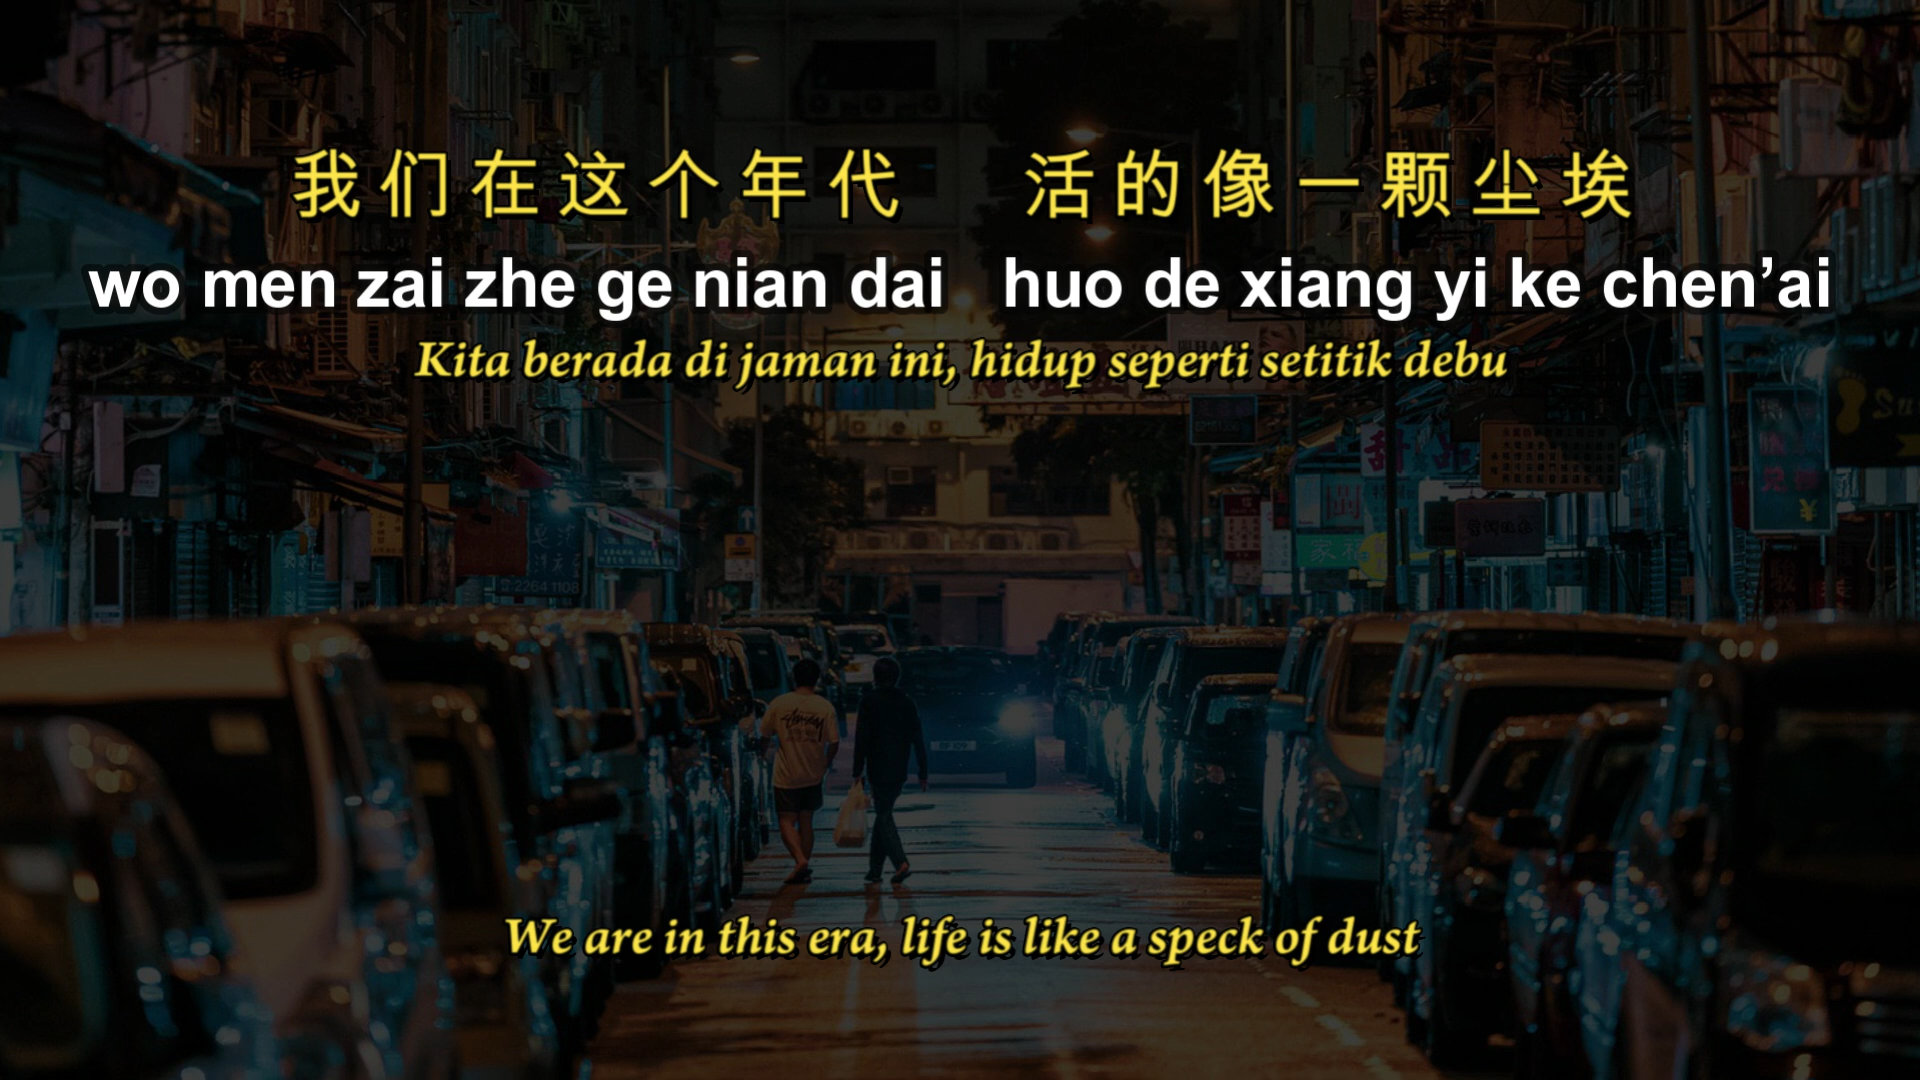 我们在这个年代 活的像一颗尘埃
wo men zai zhe ge nian dai huo de xiang yi ke chen’ai
Kita berada di jaman ini, hidup seperti setitik debu
2264 1108
We are in this era, life is like a speck of dust